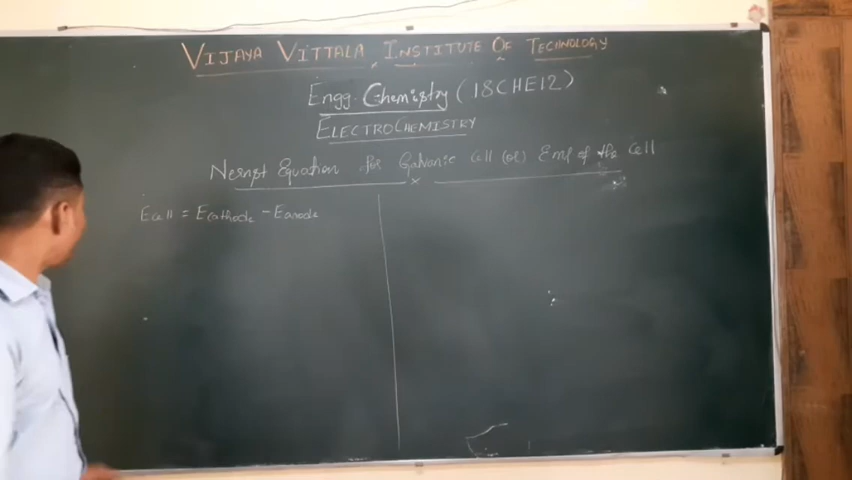 VIJAYA VITTALA INSTITUTE OF TECHNOLOGY
Engg. Chemistry (18CHE12)
ELECTROCHEMISTRY
Nernst Equation for Galvanic Cell (or) Emf of the Cell
Ecell = Ecathode - Eanode